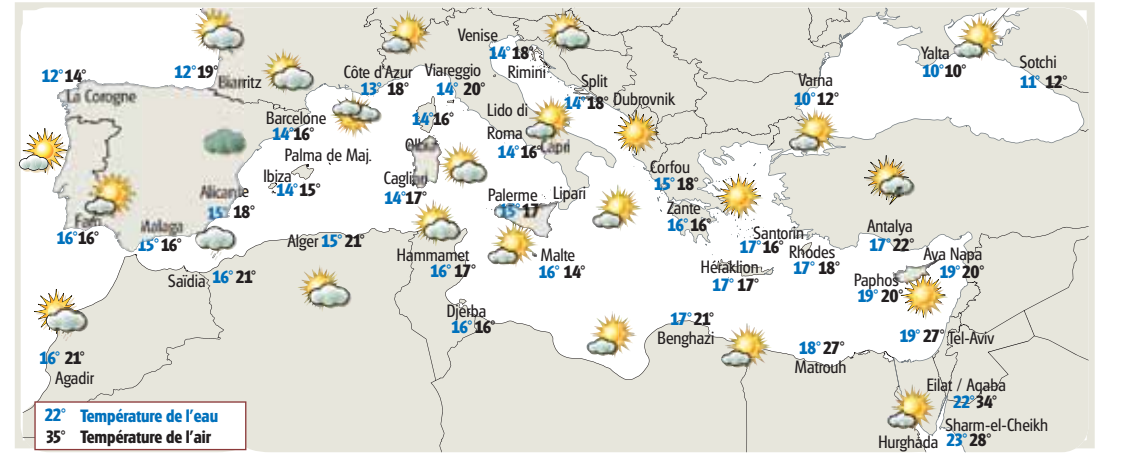 Venise
14° 18°
Rimini
Yalta
10° 10°
Sotchi
11° 12°
12° 14°
La Corogne
12° 19°
Biarritz
Côte d'Azur
13° 18°
Viareggio
14° 20°
Split
14° 18°
Dubrovnik
Varna
10° 12°
Barcelone
14° 16°
14° 16°
Lido di
Roma
14° 16°
Capri
Palma de Maj.
Ibiza
14° 15°
Cagliari
14° 17°
Corfou
15° 18°
Alicante
15° 18°
Palerme
15° 17°
Lipari
Zante
16° 16°
Faro
16° 16°
Malaga
15° 16°
Alger 15° 21°
Santorin
17° 16°
Antalya
17° 22°
Rhodes
17° 18°
Aya Napa
19° 20°
Hammamet
16° 17°
Malte
16° 14°
Héraklion
17° 17°
Paphos
19° 20°
Saïdia 16° 21°
Djerba
16° 16°
17° 21°
Benghazi
18° 27°
Matrouh
19° 27°
Tel-Aviv
16° 21°
Agadir
Eilat / Aqaba
22° 34°
Sharm-el-Cheikh
23° 28°
Hurghada
22° Température de l'eau
35° Température de l'air